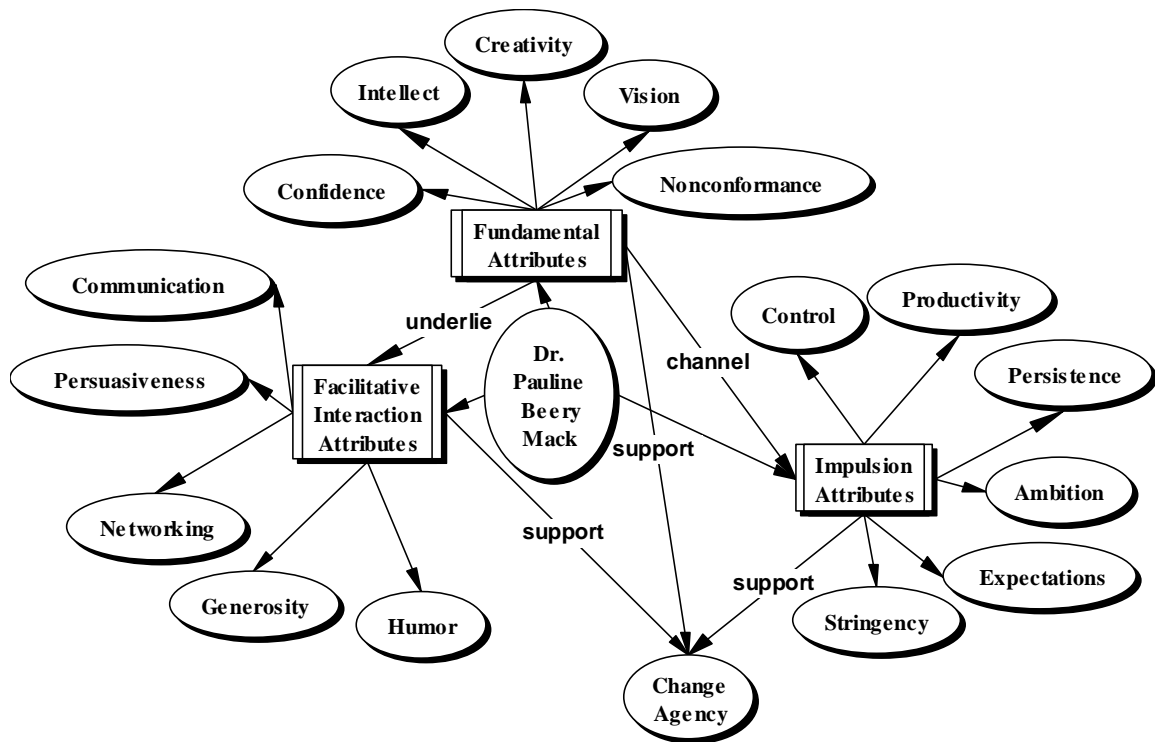 Creativity
Intellect
Vision
Confidence
Nonconformance
Fundamental
Attributes
Communication
underlie
Control
Productivity
Dr.
Pauline
Beery
Mack
channel
Persuasiveness
Facilitative
Interaction
Attributes
Persistence
support
Impulsion
Attributes
Ambition
Networking
support
support
Expectations
Generosity
Humor
Stringency
Change
Agency